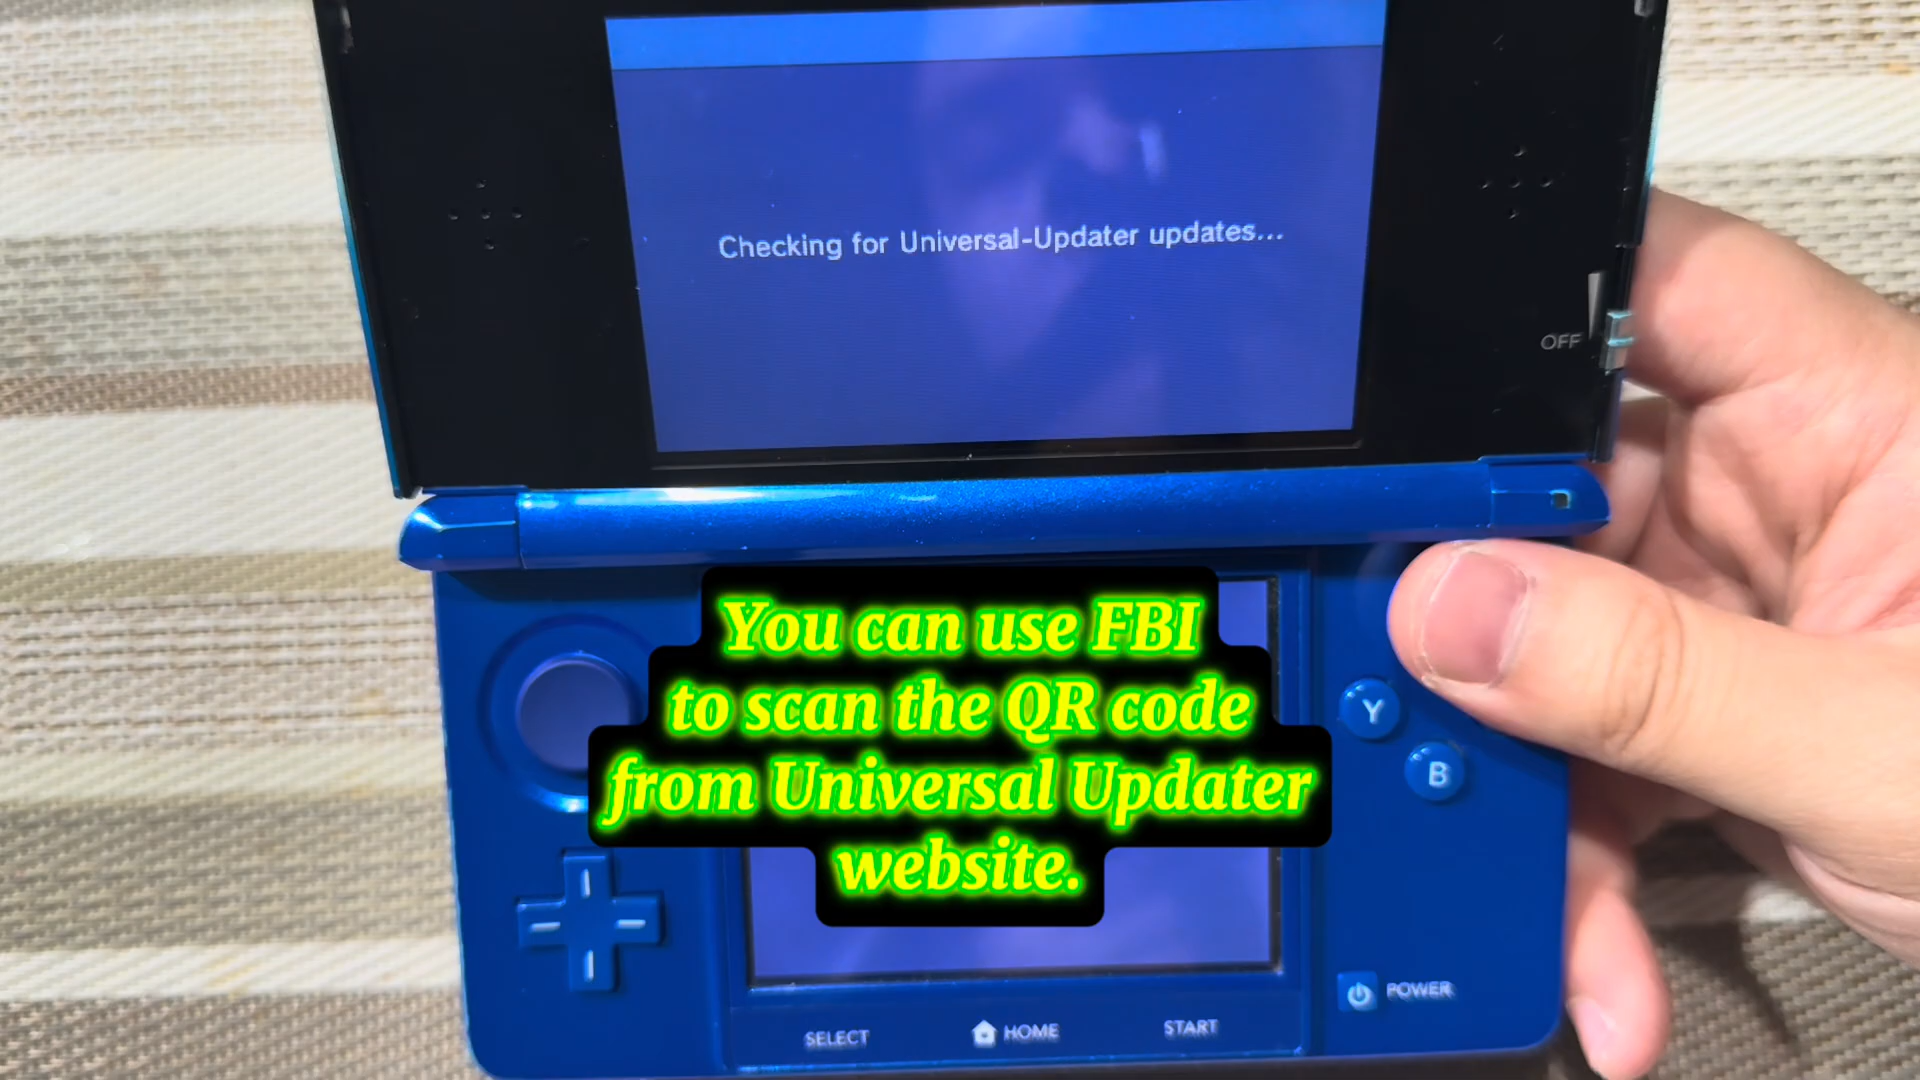 Checking for Universal-Updater updates...
OFF
You can use FBI
to scan the QR code
from Universal Updater
website.
Y
B
POWER
SELECT
HOME
START